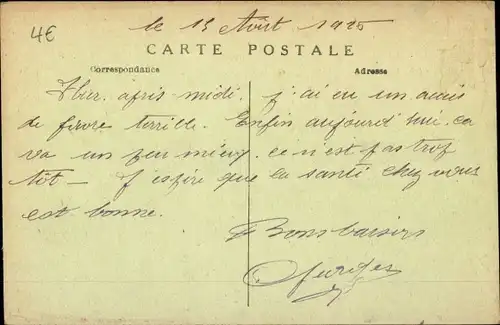 4€
le 13 Août 1925
CARTE POSTALE
Correspondance
Adresse
Hier après midi j'ai eu un accès
de fièvre terrible. Enfin aujourd'hui ça
va un peu mieux ce n'est pas trop
tôt — J'espère que la santé chez vous
est bonne.
Bons baisers